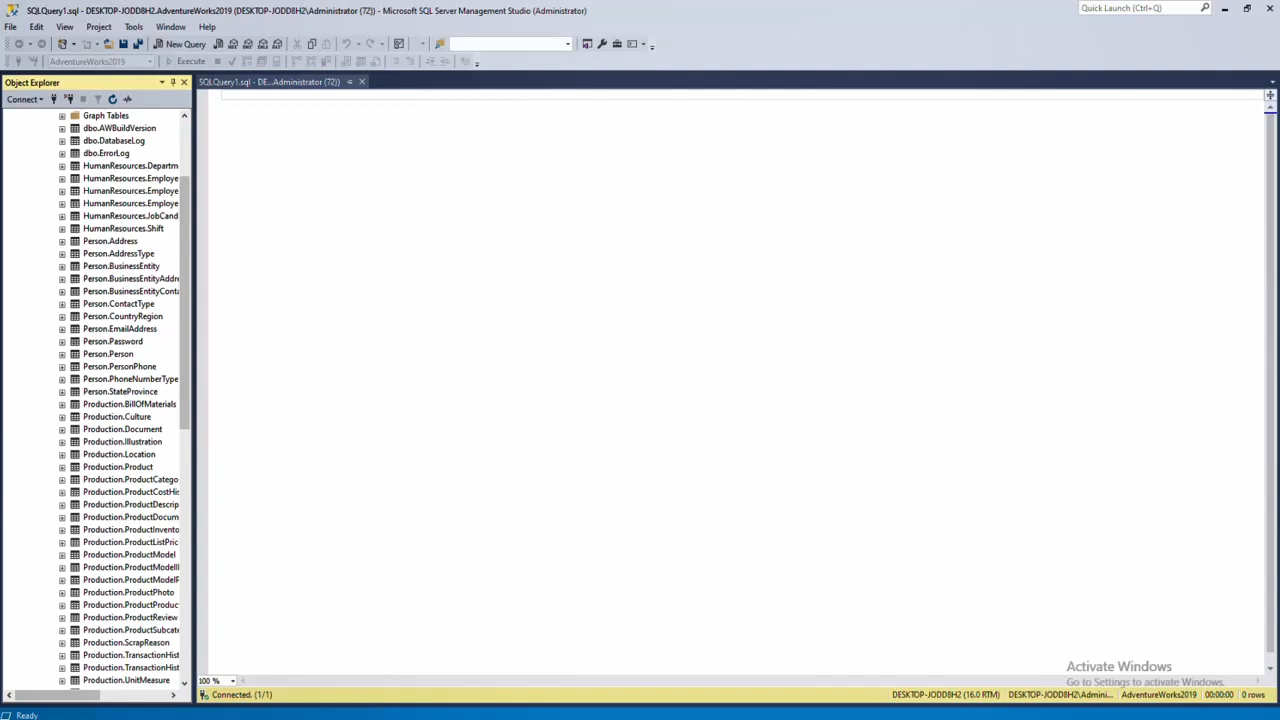 SQLQuery1.sql - DESKTOP-JODD8H2.AdventureWorks2019 (DESKTOP-JODD8H2\Administrator (72)) - Microsoft SQL Server Management Studio (Administrator)
Quick Launch (Ctrl+Q)
File Edit View Project Tools Window Help
New Query
AdventureWorks2019 Execute
Object Explorer
SQLQuery1.sql - DE...Administrator (72))
Connect
Graph Tables
dbo.AWBuildVersion
dbo.DatabaseLog
dbo.ErrorLog
HumanResources.Departm
HumanResources.Employe
HumanResources.Employe
HumanResources.Employe
HumanResources.JobCand
HumanResources.Shift
Person.Address
Person.AddressType
Person.BusinessEntity
Person.BusinessEntityAddre
Person.BusinessEntityConta
Person.ContactType
Person.CountryRegion
Person.EmailAddress
Person.Password
Person.Person
Person.PersonPhone
Person.PhoneNumberType
Person.StateProvince
Production.BillOfMaterials
Production.Culture
Production.Document
Production.Illustration
Production.Location
Production.Product
Production.ProductCatego
Production.ProductCostHis
Production.ProductDescrip
Production.ProductDocum
Production.ProductInvento
Production.ProductListPric
Production.ProductModel
Production.ProductModelI
Production.ProductModelP
Production.ProductPhoto
Production.ProductProduc
Production.ProductReview
Production.ProductSubcate
Production.ScrapReason
Production.TransactionHist
Production.TransactionHist
Production.UnitMeasure
Activate Windows
Go to Settings to activate Windows.
100 %
Connected. (1/1)
DESKTOP-JODD8H2 (16.0 RTM) DESKTOP-JODD8H2\Admini... AdventureWorks2019 00:00:00 0 rows
Ready